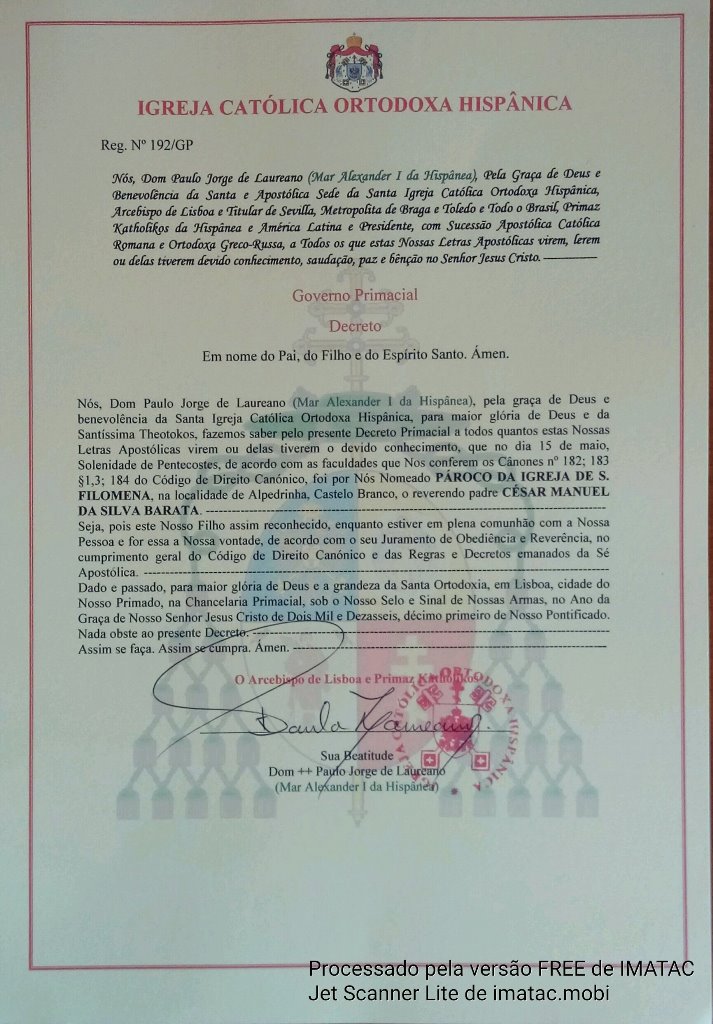 IGREJA CATÓLICA ORTODOXA HISPÂNICA
Reg. Nº 192/GP
Nós, Dom Paulo Jorge de Laureano (Mar Alexander I da Hispânea), Pela Graça de Deus e
Benevolência da Santa e Apostólica Sede da Santa Igreja Católica Ortodoxa Hispânica,
Arcebispo de Lisboa e Titular de Sevilla, Metropolita de Braga e Toledo e Todo o Brasil, Primaz
Katholikos da Hispânea e América Latina e Presidente, com Sucessão Apostólica Católica
Romana e Ortodoxa Greco-Russa, a Todos os que estas Nossas Letras Apostólicas virem, lerem
ou delas tiverem devido conhecimento, saudação, paz e bênção no Senhor Jesus Cristo. ------------
Governo Primacial
Decreto
Em nome do Pai, do Filho e do Espírito Santo. Ámen.
Nós, Dom Paulo Jorge de Laureano (Mar Alexander I da Hispânea), pela graça de Deus e
benevolência da Santa Igreja Católica Ortodoxa Hispânica, para maior glória de Deus e da
Santíssima Theotokos, fazemos saber pelo presente Decreto Primacial a todos quantos estas Nossas
Letras Apostólicas virem ou delas tiverem o devido conhecimento, que no dia 15 de maio,
Solenidade de Pentecostes, de acordo com as faculdades que Nos conferem os Cânones nº 182; 183
§1,3; 184 do Código de Direito Canónico, foi por Nós Nomeado PÁROCO DA IGREJA DE S.
FILOMENA, na localidade de Alpedrinha, Castelo Branco, o reverendo padre CÉSAR MANUEL
DA SILVA BARATA. ------------
Seja, pois este Nosso Filho assim reconhecido, enquanto estiver em plena comunhão com a Nossa
Pessoa e for essa a Nossa vontade, de acordo com o seu Juramento de Obediência e Reverência, no
cumprimento geral do Código de Direito Canónico e das Regras e Decretos emanados da Sé
Apostólica. ------------
Dado e passado, para maior glória de Deus e a grandeza da Santa Ortodoxia, em Lisboa, cidade do
Nosso Primado, na Chancelaria Primacial, sob o Nosso Selo e Sinal de Nossas Armas, no Ano da
Graça de Nosso Senhor Jesus Cristo de Dois Mil e Dezasseis, décimo primeiro de Nosso Pontificado.
Nada obste ao presente Decreto. ------------
Assim se faça. Assim se cumpra. Ámen. ------------
O Arcebispo de Lisboa e Primaz Katholikos
IGREJA CATÓLICA ORTODOXA HISPÂNICA
Sua Beatitude
Dom ++ Paulo Jorge de Laureano
(Mar Alexander I da Hispânea)
Processado pela versão FREE de IMATAC
Jet Scanner Lite de imatac.mobi